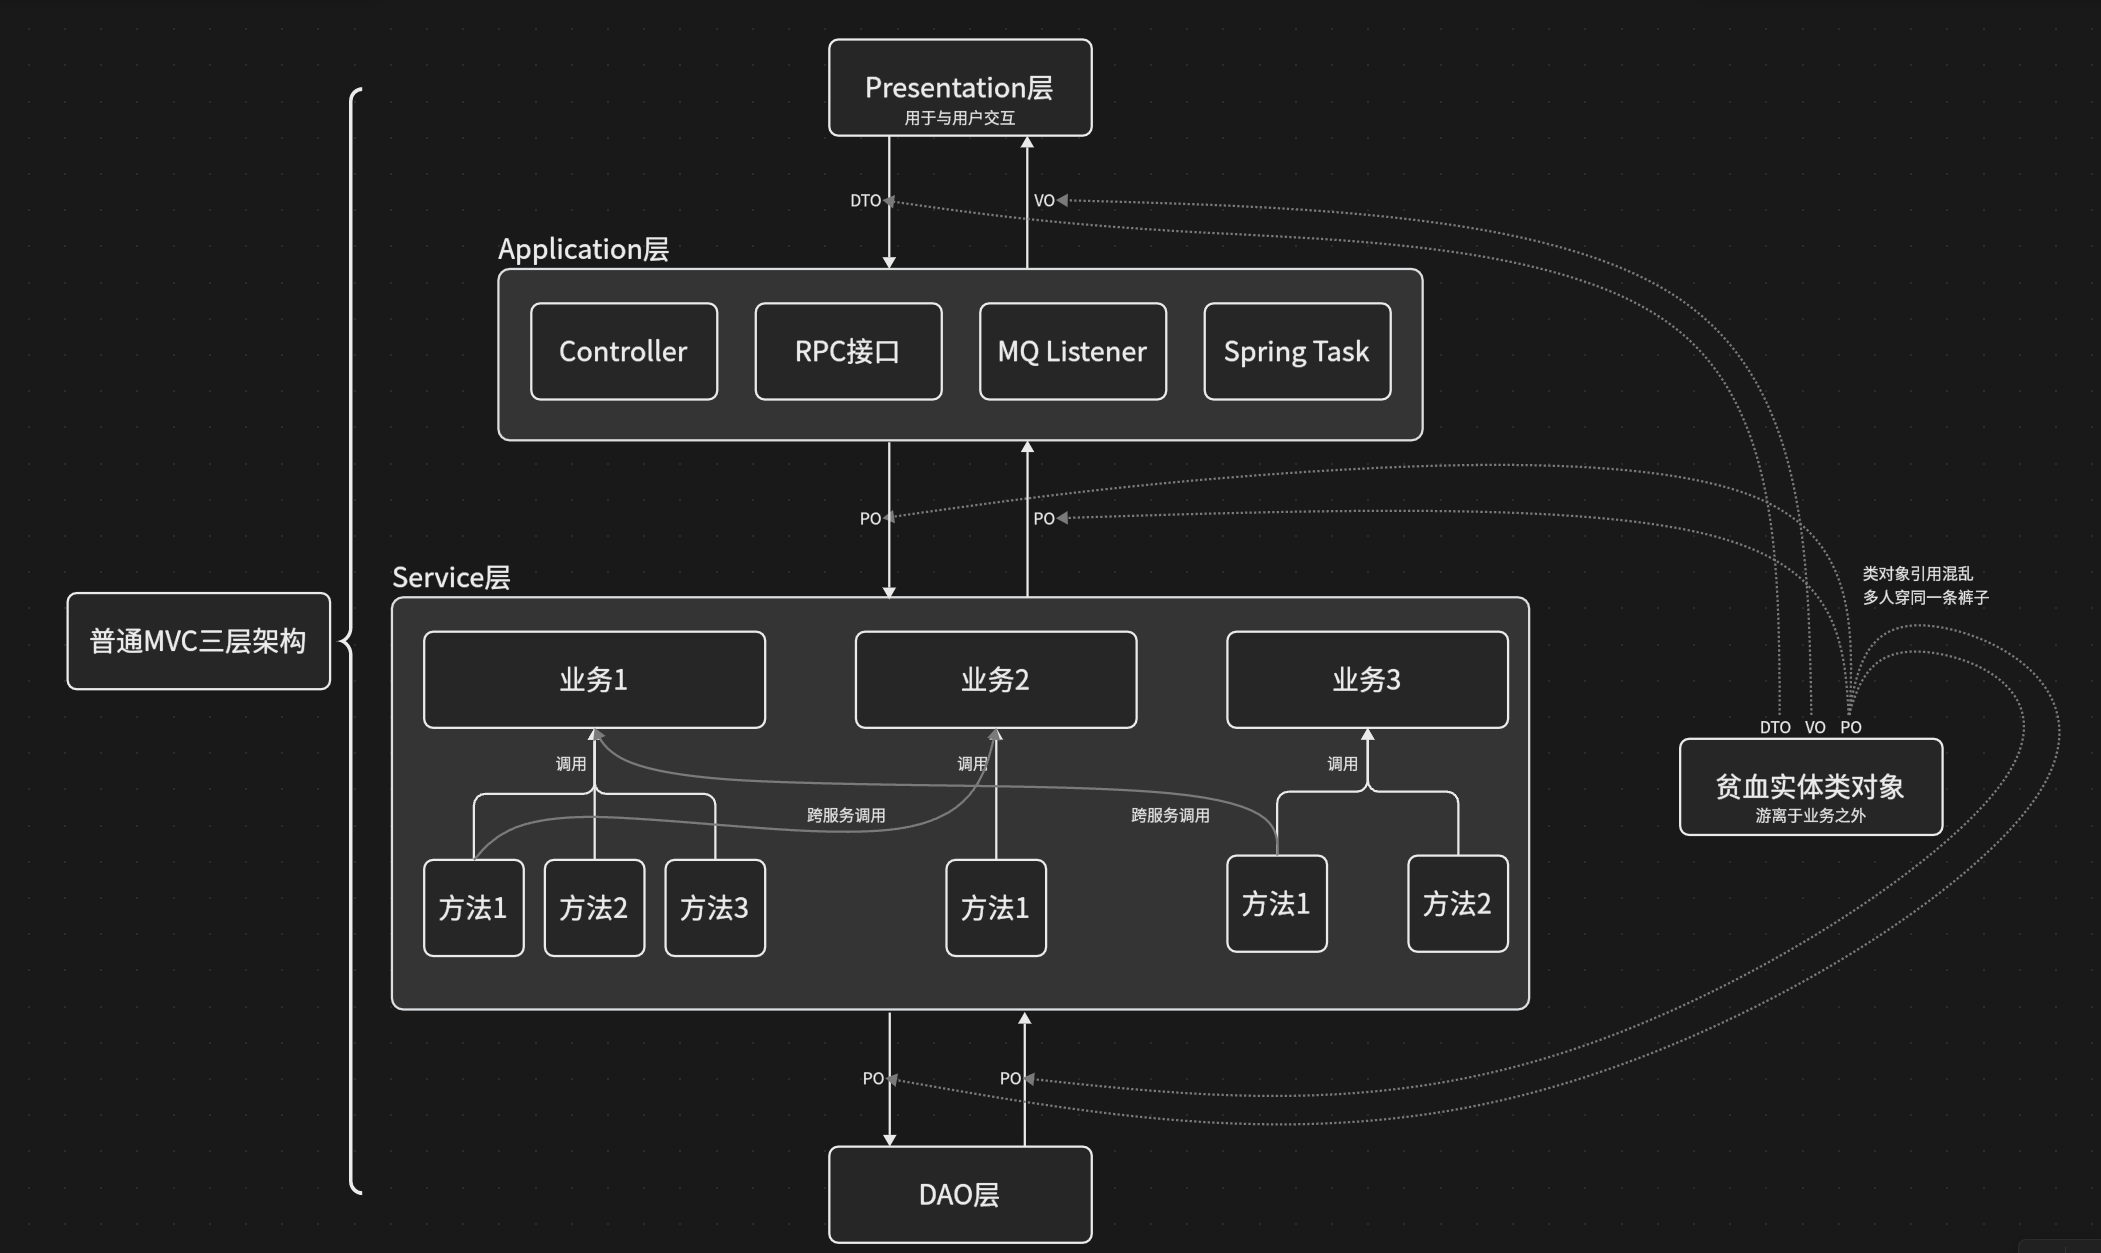 Presentation层
用于与用户交互
DTO
VO
Application层
Controller
RPC接口
MQ Listener
Spring Task
PO
PO
类对象引用混乱
多人穿同一条裤子
Service层
普通MVC三层架构
业务1
业务2
业务3
DTO
VO
PO
调用
调用
调用
贫血实体类对象
游离于业务之外
跨服务调用
跨服务调用
方法1
方法2
方法3
方法1
方法1
方法2
PO
PO
DAO层